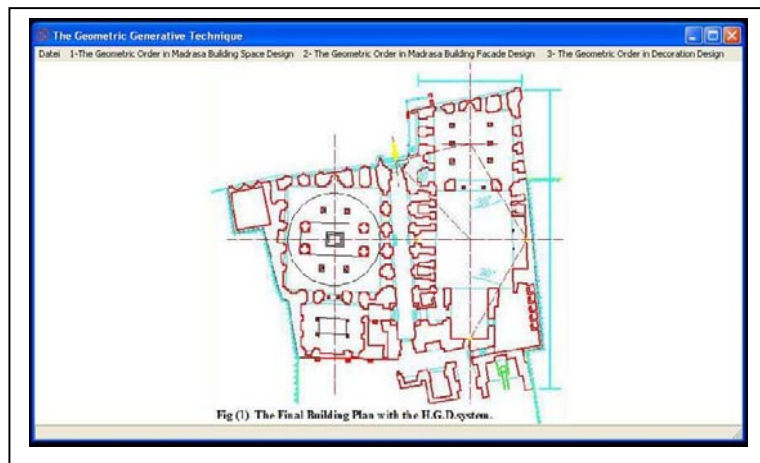 The Geometric Generative Technique
Datei 1-The Geometric Order in Madrasa Building Space Design 2- The Geometric Order in Madrasa Building Facade Design 3- The Geometric Order in Decoration Design
30°
30°
Fig (1) The Final Building Plan with the H.G.D.system.